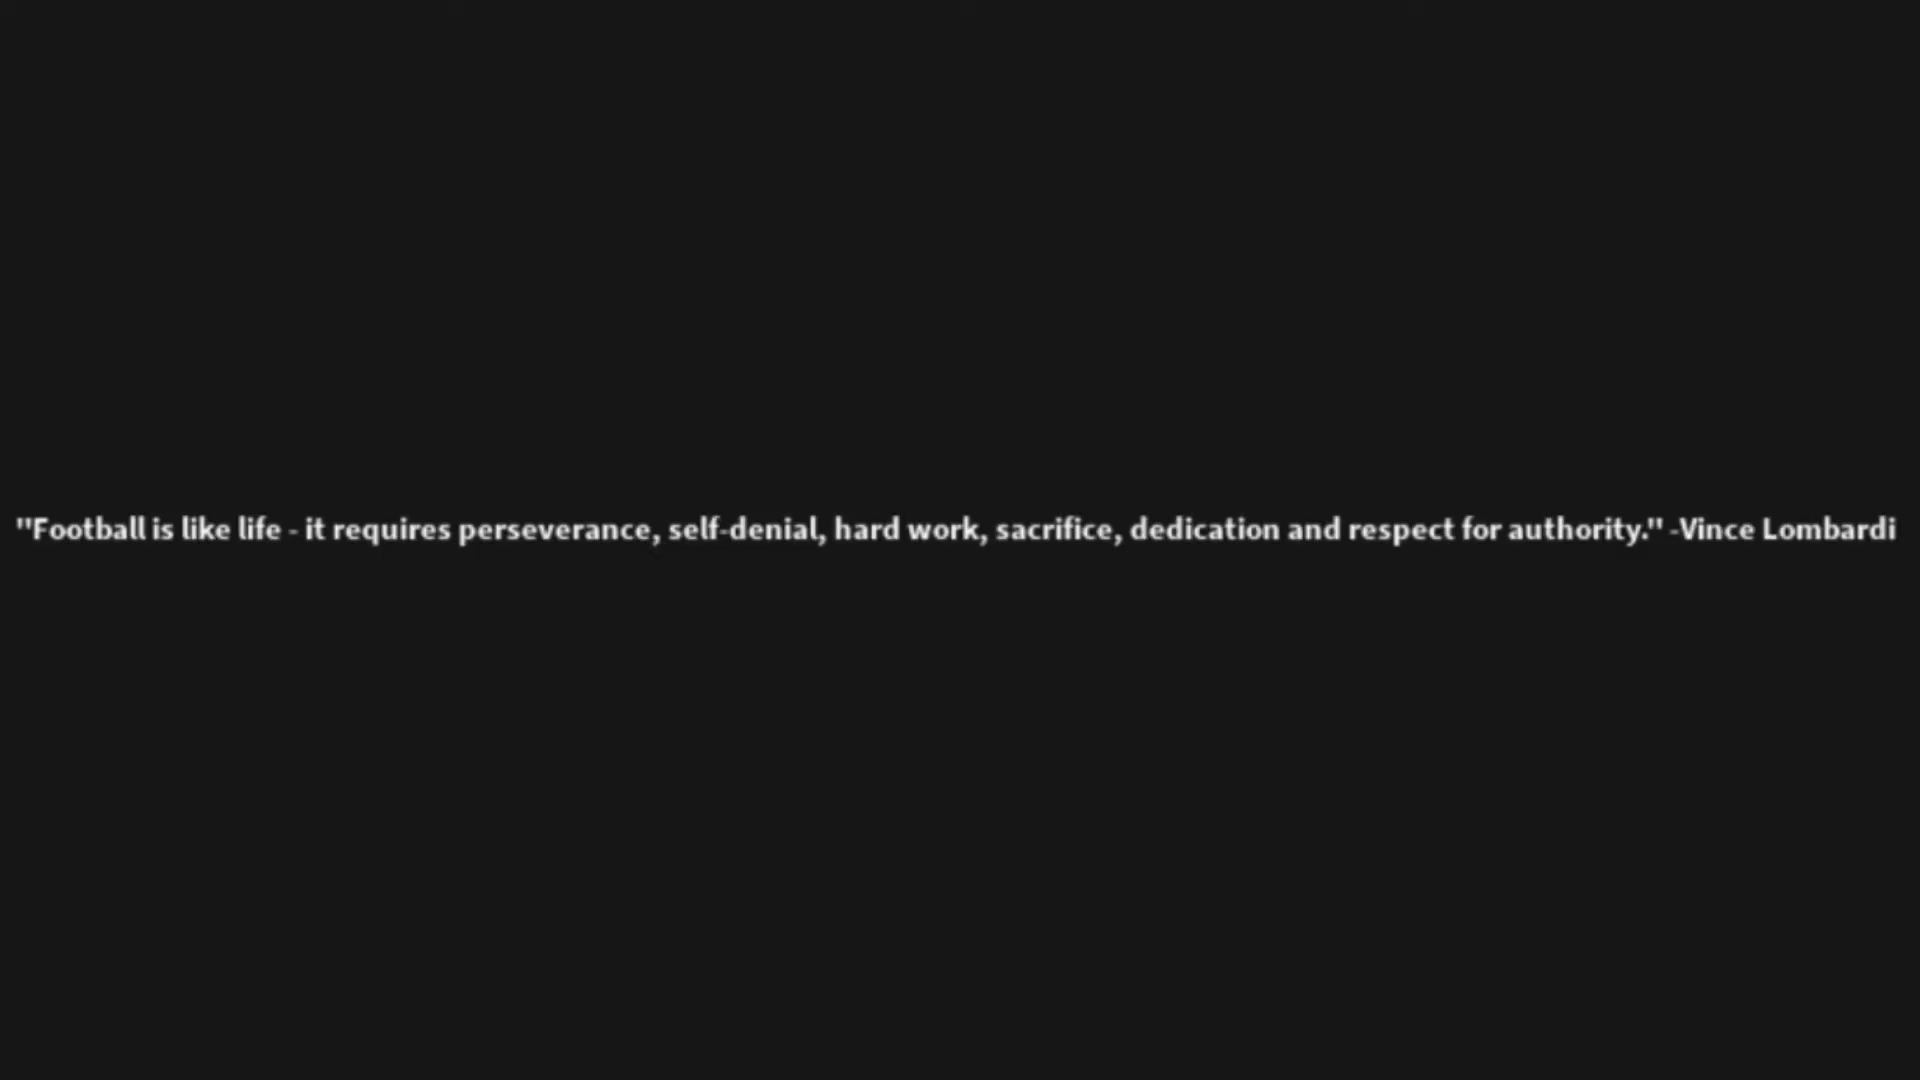 "Football is like life - it requires perseverance, self-denial, hard work, sacrifice, dedication and respect for authority." -Vince Lombardi